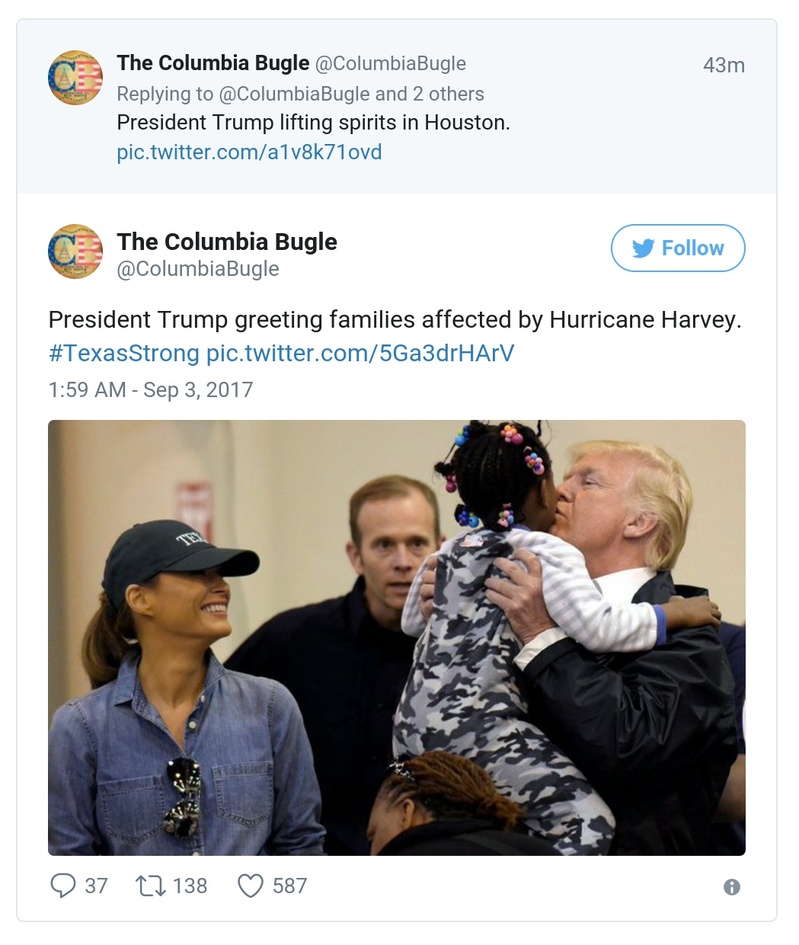 The Columbia Bugle @ColumbiaBugle 43m
Replying to @ColumbiaBugle and 2 others
President Trump lifting spirits in Houston.
pic.twitter.com/a1v8k71ovd
The Columbia Bugle
@ColumbiaBugle
Follow
President Trump greeting families affected by Hurricane Harvey.
#TexasStrong pic.twitter.com/5Ga3drHArV
1:59 AM - Sep 3, 2017
37 138 587